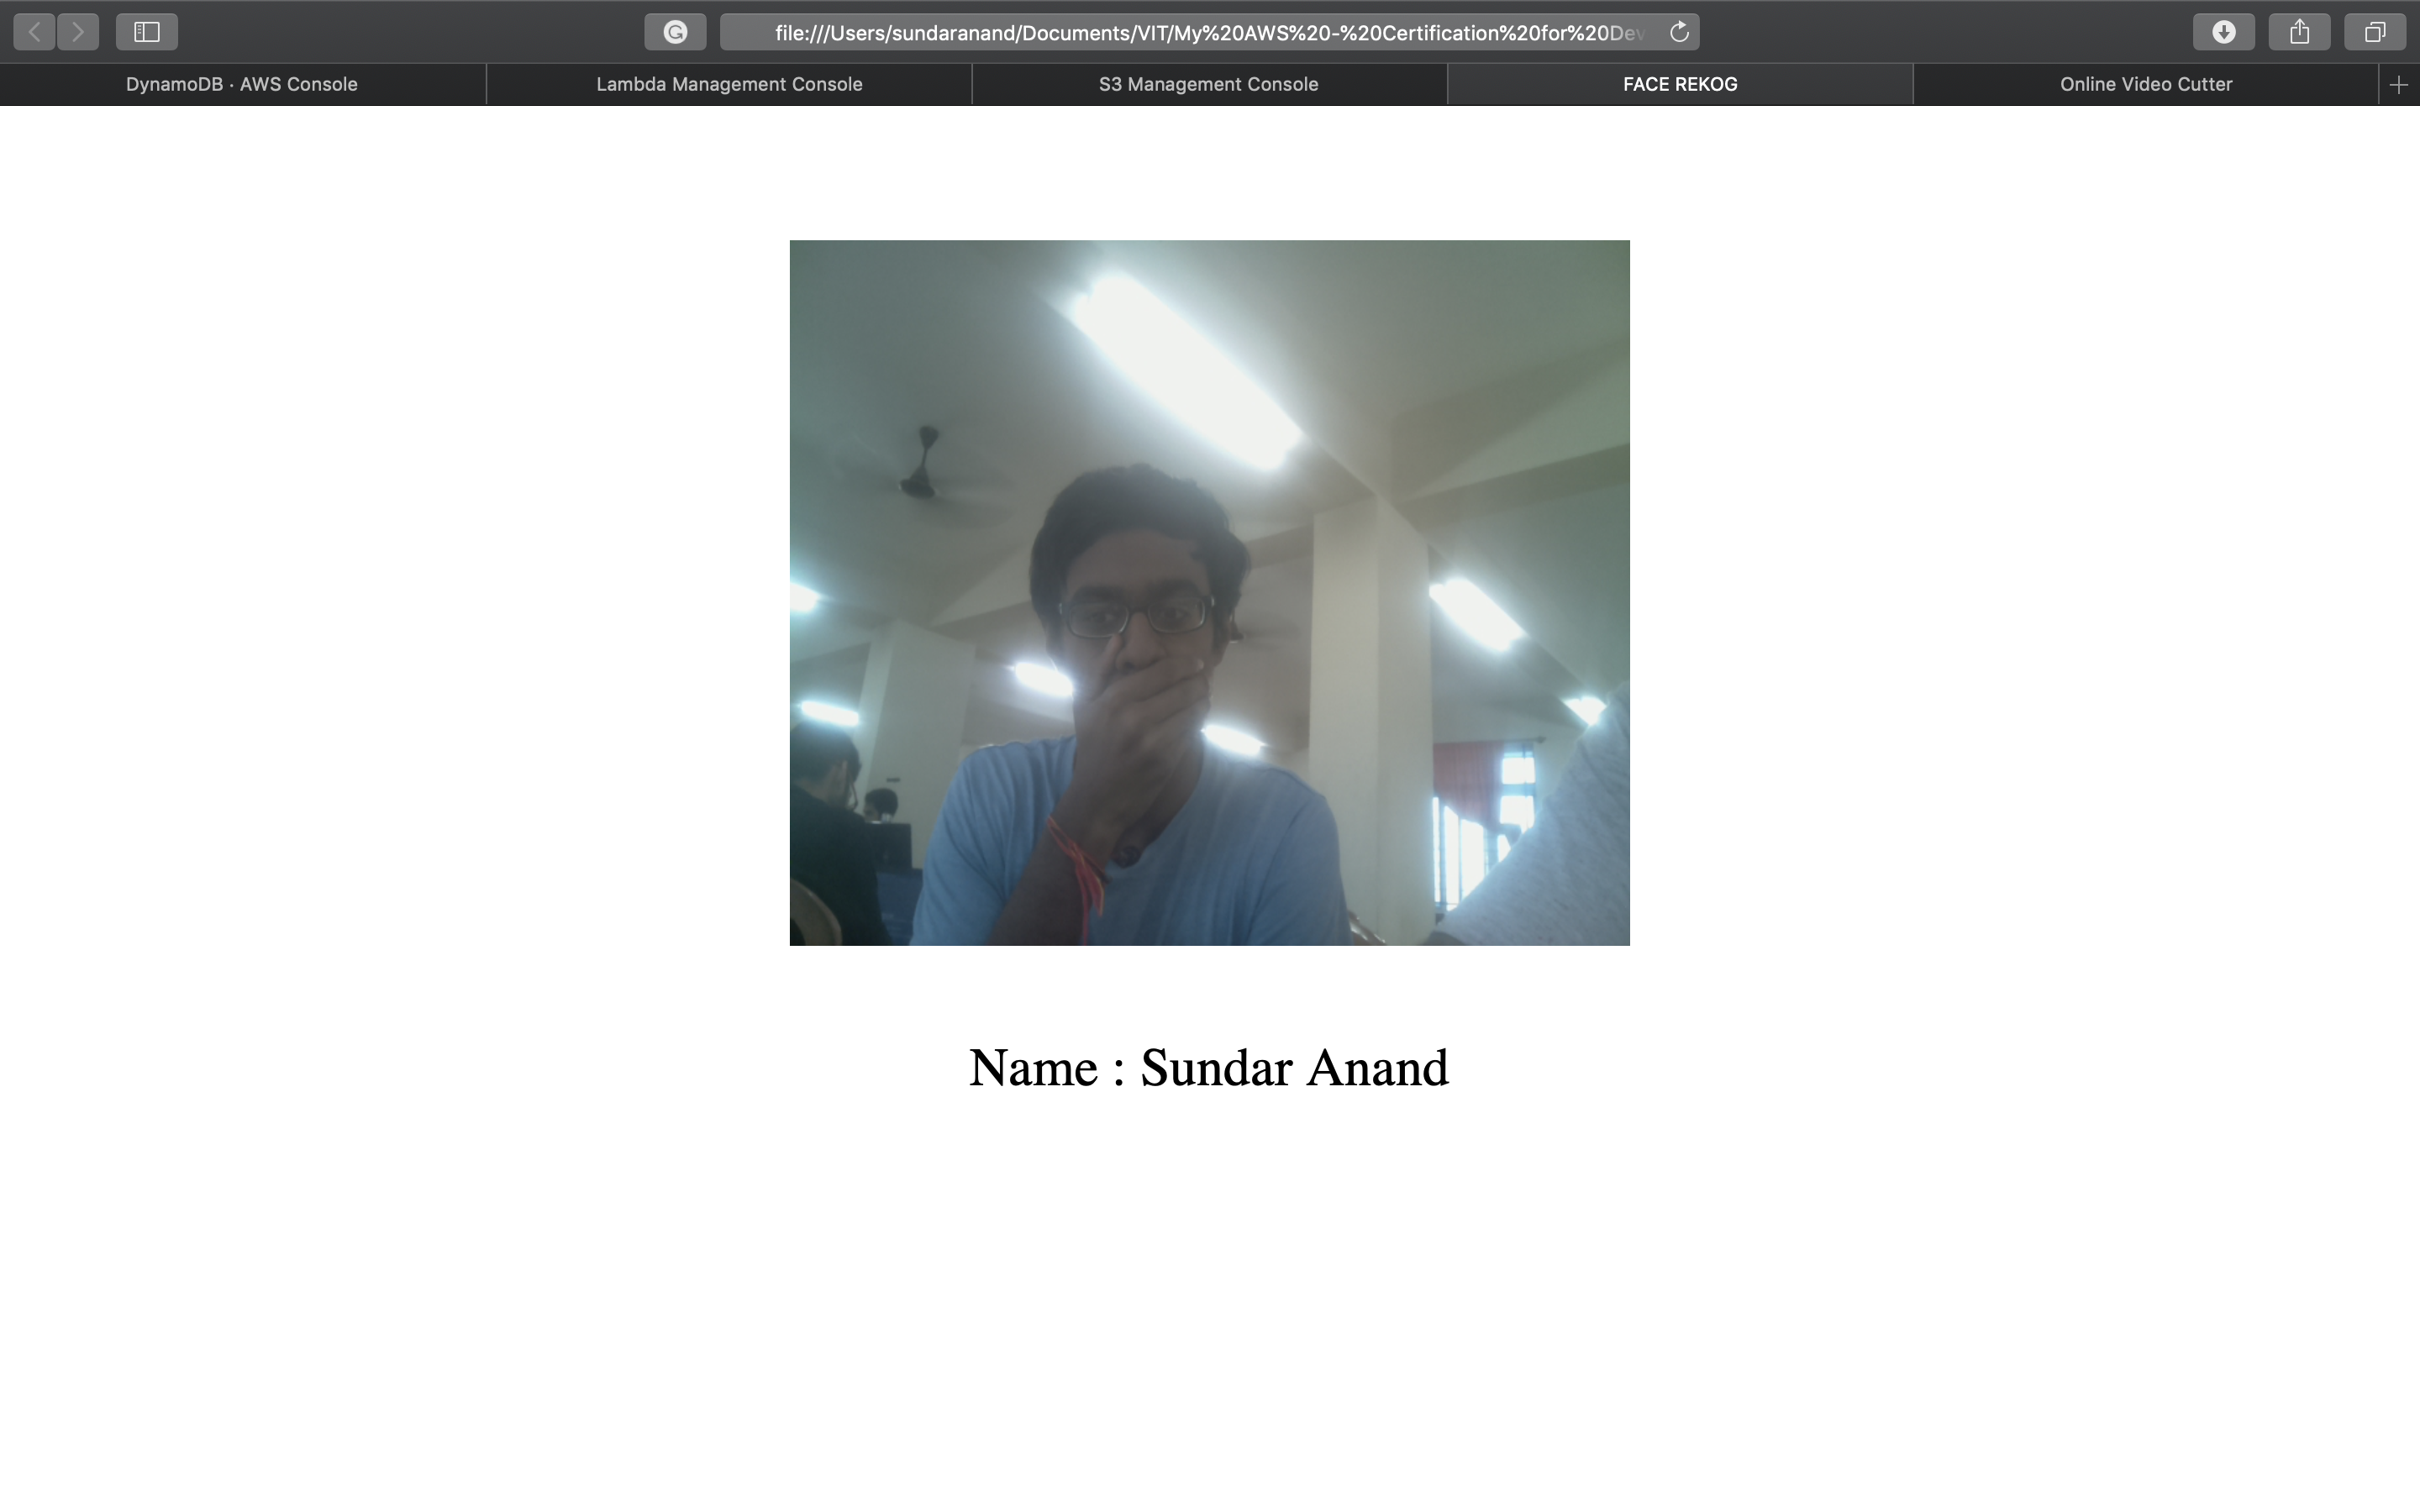 file:///Users/sundaranand/Documents/VIT/My%20AWS%20-%20Certification%20for%20Dev
DynamoDB · AWS Console
Lambda Management Console
S3 Management Console
FACE REKOG
Online Video Cutter
Name : Sundar Anand